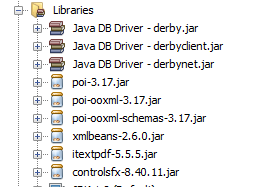 Libraries
Java DB Driver - derby.jar
Java DB Driver - derbyclient.jar
Java DB Driver - derbynet.jar
poi-3.17.jar
poi-ooxml-3.17.jar
poi-ooxml-schemas-3.17.jar
xmlbeans-2.6.0.jar
itextpdf-5.5.5.jar
controlsfx-8.40.11.jar